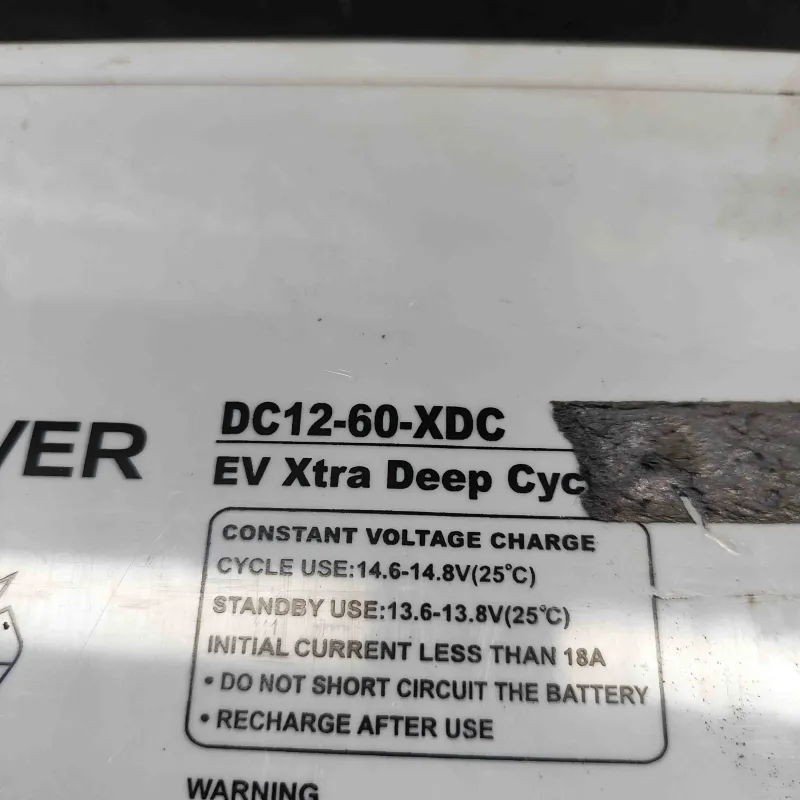 DC12-60-XDC
VER
EV Xtra Deep Cyc
CONSTANT VOLTAGE CHARGE
CYCLE USE:14.6-14.8V(25°C)
STANDBY USE:13.6-13.8V(25°C)
INITIAL CURRENT LESS THAN 18A
• DO NOT SHORT CIRCUIT THE BATTERY
• RECHARGE AFTER USE
WARNING